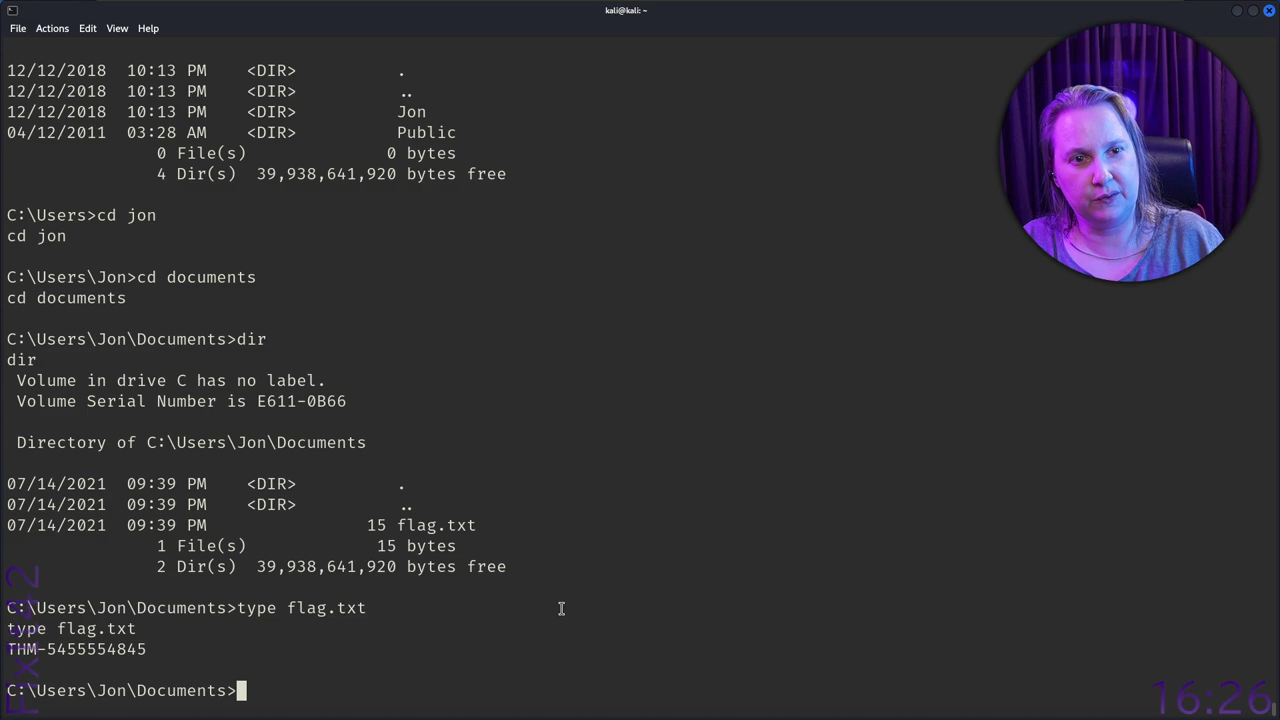 kali@kali: ~
File Actions Edit View Help
12/12/2018  10:13 PM    <DIR>          .
12/12/2018  10:13 PM    <DIR>          ..
12/12/2018  10:13 PM    <DIR>          Jon
04/12/2011  03:28 AM    <DIR>          Public
               0 File(s)              0 bytes
               4 Dir(s)  39,938,641,920 bytes free
C:\Users>cd jon
cd jon
C:\Users\Jon>cd documents
cd documents
C:\Users\Jon\Documents>dir
dir
 Volume in drive C has no label.
 Volume Serial Number is E611-0B66
 Directory of C:\Users\Jon\Documents
07/14/2021  09:39 PM    <DIR>          .
07/14/2021  09:39 PM    <DIR>          ..
07/14/2021  09:39 PM                15 flag.txt
               1 File(s)             15 bytes
               2 Dir(s)  39,938,641,920 bytes free
C:\Users\Jon\Documents>type flag.txt
type flag.txt
THM-5455554845
C:\Users\Jon\Documents>
16:26